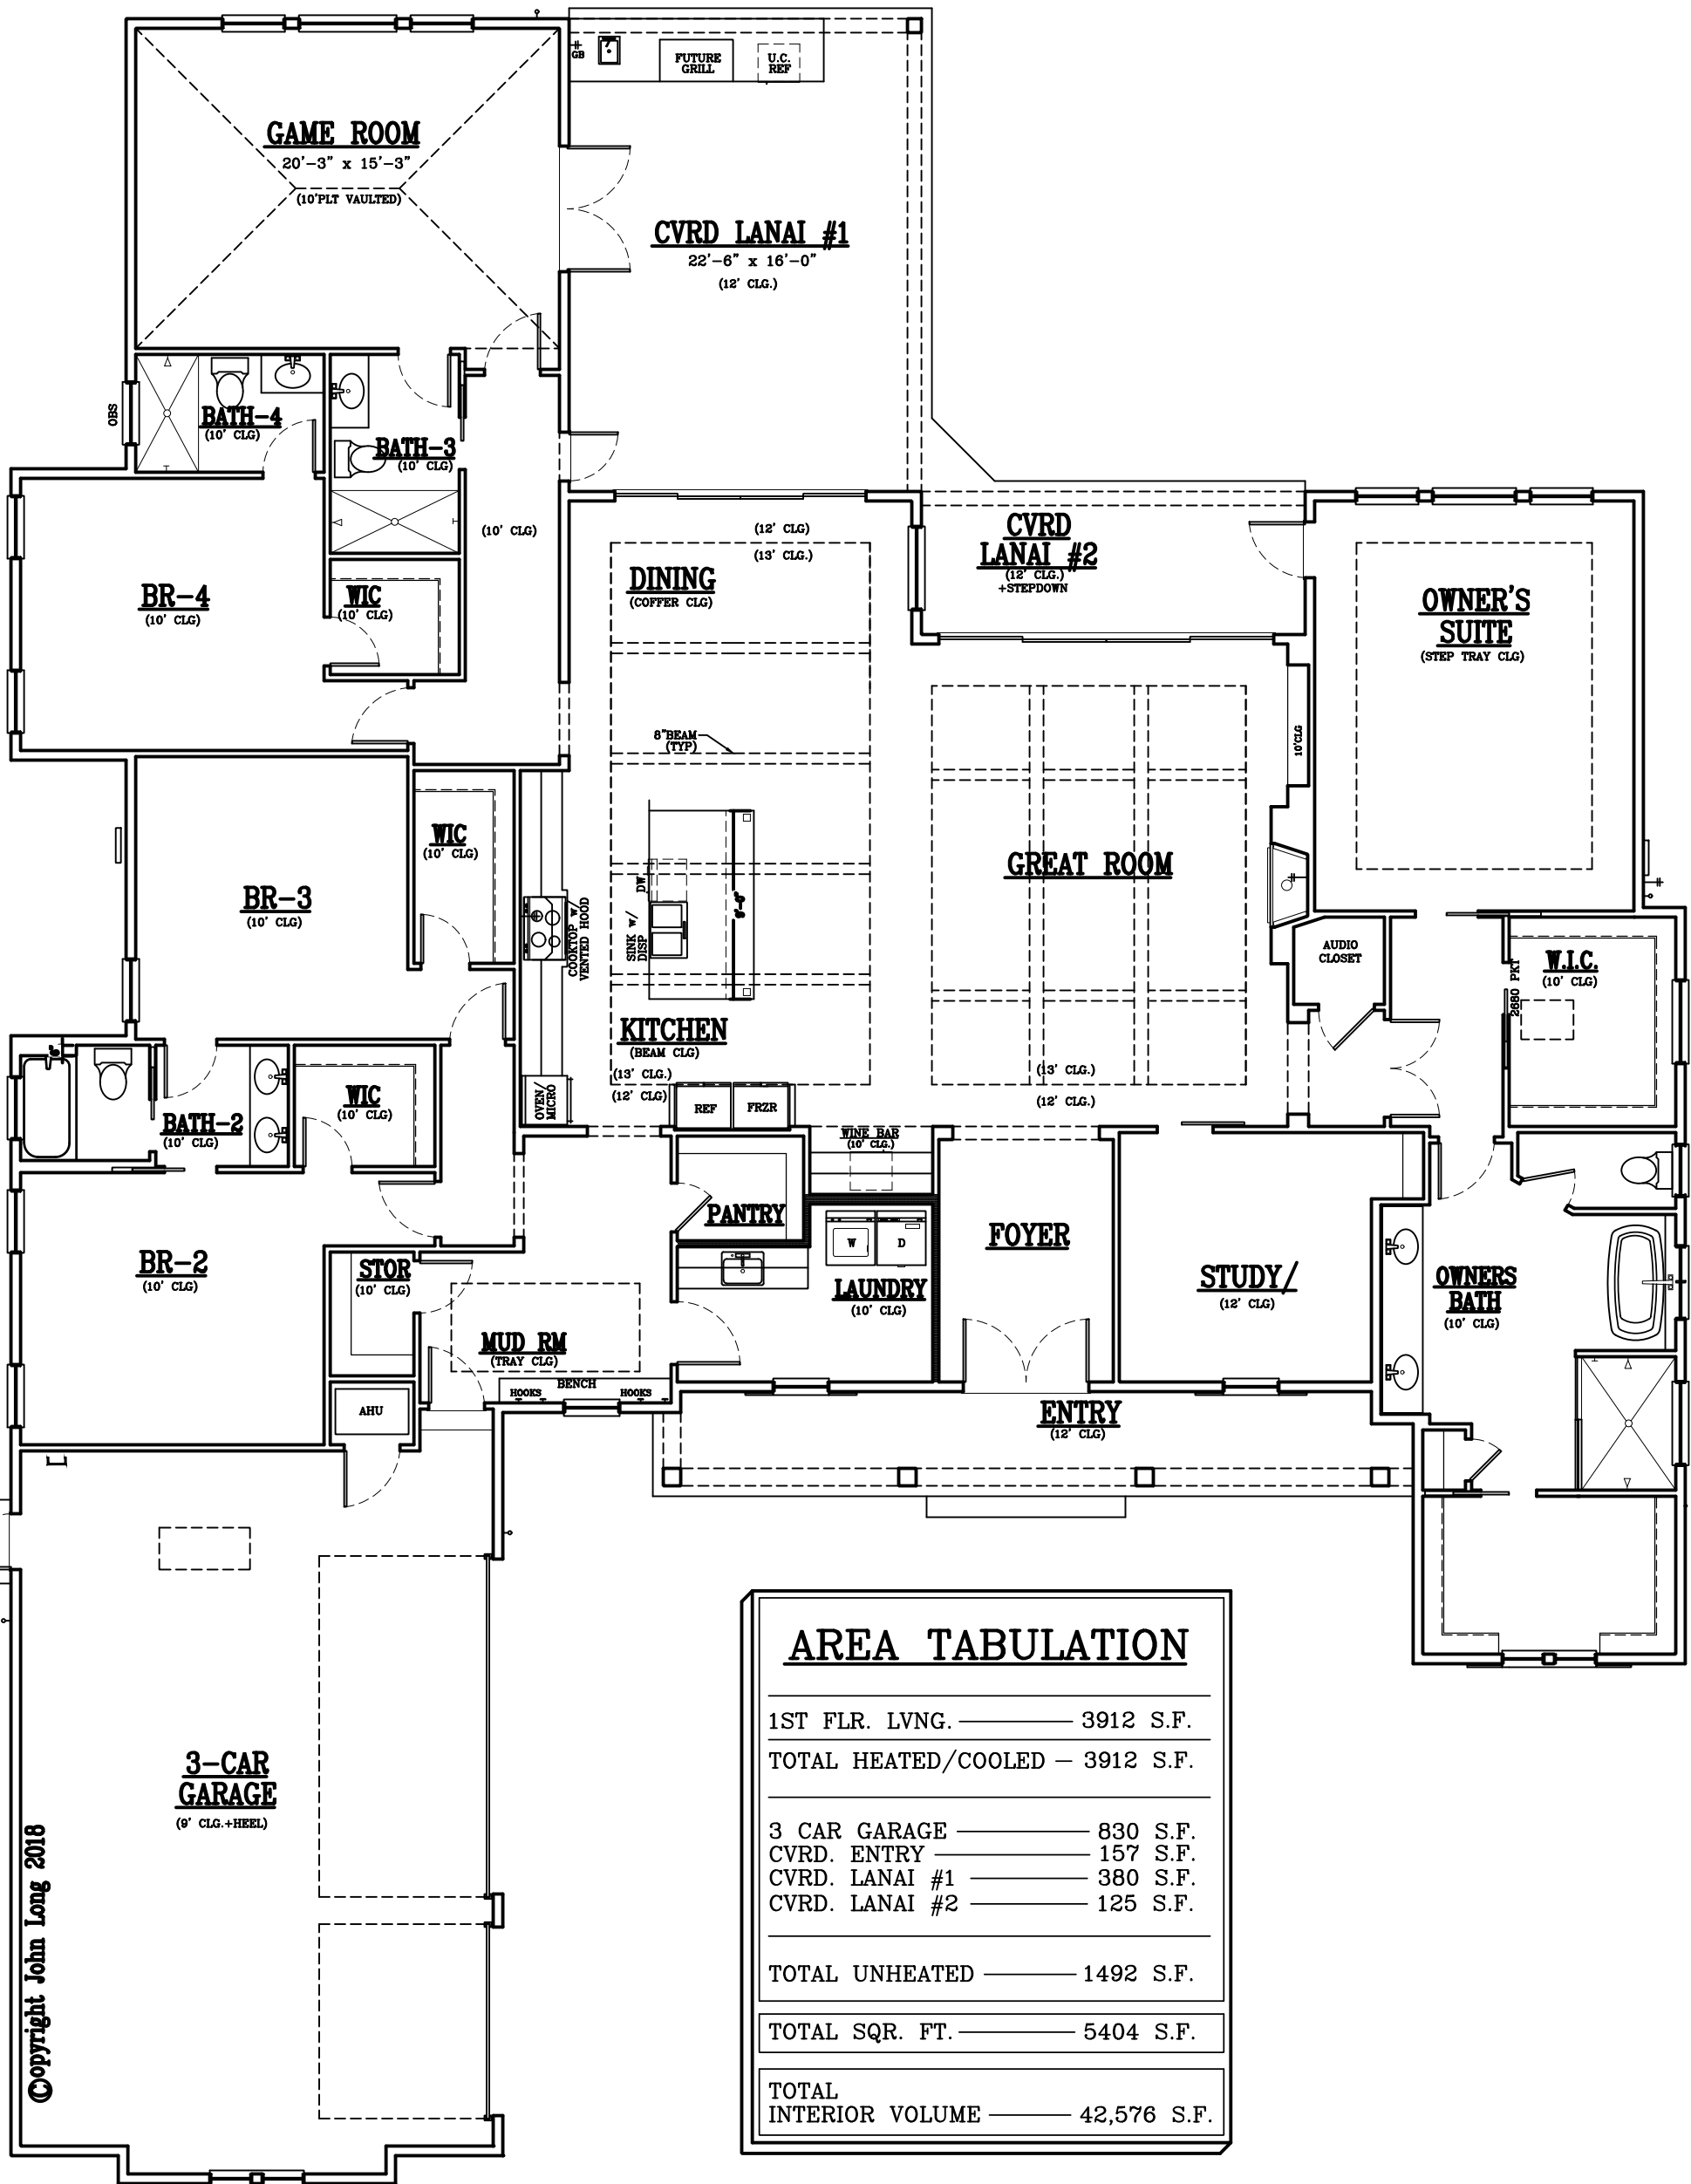 GB
FUTURE
GRILL
U.C.
REF
GAME ROOM
20'-3" x 15'-3"
(10'PLT VAULTED)
CVRD LANAI #1
22'-6" x 16'-0"
(12' CLG.)
OBS
BATH-4
(10' CLG)
BATH-3
(10' CLG)
(10' CLG)
(12' CLG)
(13' CLG.)
CVRD
LANAI #2
(12' CLG.)
+STEPDOWN
DINING
(COFFER CLG)
BR-4
(10' CLG)
WIC
(10' CLG)
OWNER'S
SUITE
(STEP TRAY CLG)
8"BEAM
(TYP)
10'CLG
WIC
(10' CLG)
GREAT ROOM
BR-3
(10' CLG)
DW
9'-0"
SINK w/
DISP
COOKTOP w/
VENTED HOOD
AUDIO
CLOSET
W.I.C.
(10' CLG)
2680 PKT
KITCHEN
(BEAM CLG)
(13' CLG.)
(12' CLG)
(13' CLG.)
(12' CLG.)
OVEN/
MICRO
REF
FRZR
6"
WIC
(10' CLG)
BATH-2
(10' CLG)
WINE BAR
(10' CLG.)
PANTRY
W
D
FOYER
BR-2
(10' CLG)
STOR
(10' CLG)
LAUNDRY
(10' CLG)
STUDY/
(12' CLG)
OWNERS
BATH
(10' CLG)
MUD RM
(TRAY CLG)
BENCH
HOOKS
HOOKS
AHU
ENTRY
(12' CLG)
3-CAR
GARAGE
(9' CLG.+HEEL)
©opyright John Long 2018
AREA TABULATION
1ST FLR. LVNG. 3912 S.F.
TOTAL HEATED/COOLED 3912 S.F.
3 CAR GARAGE 830 S.F.
CVRD. ENTRY 157 S.F.
CVRD. LANAI #1 380 S.F.
CVRD. LANAI #2 125 S.F.
TOTAL UNHEATED 1492 S.F.
TOTAL SQR. FT. 5404 S.F.
TOTAL
INTERIOR VOLUME 42,576 S.F.